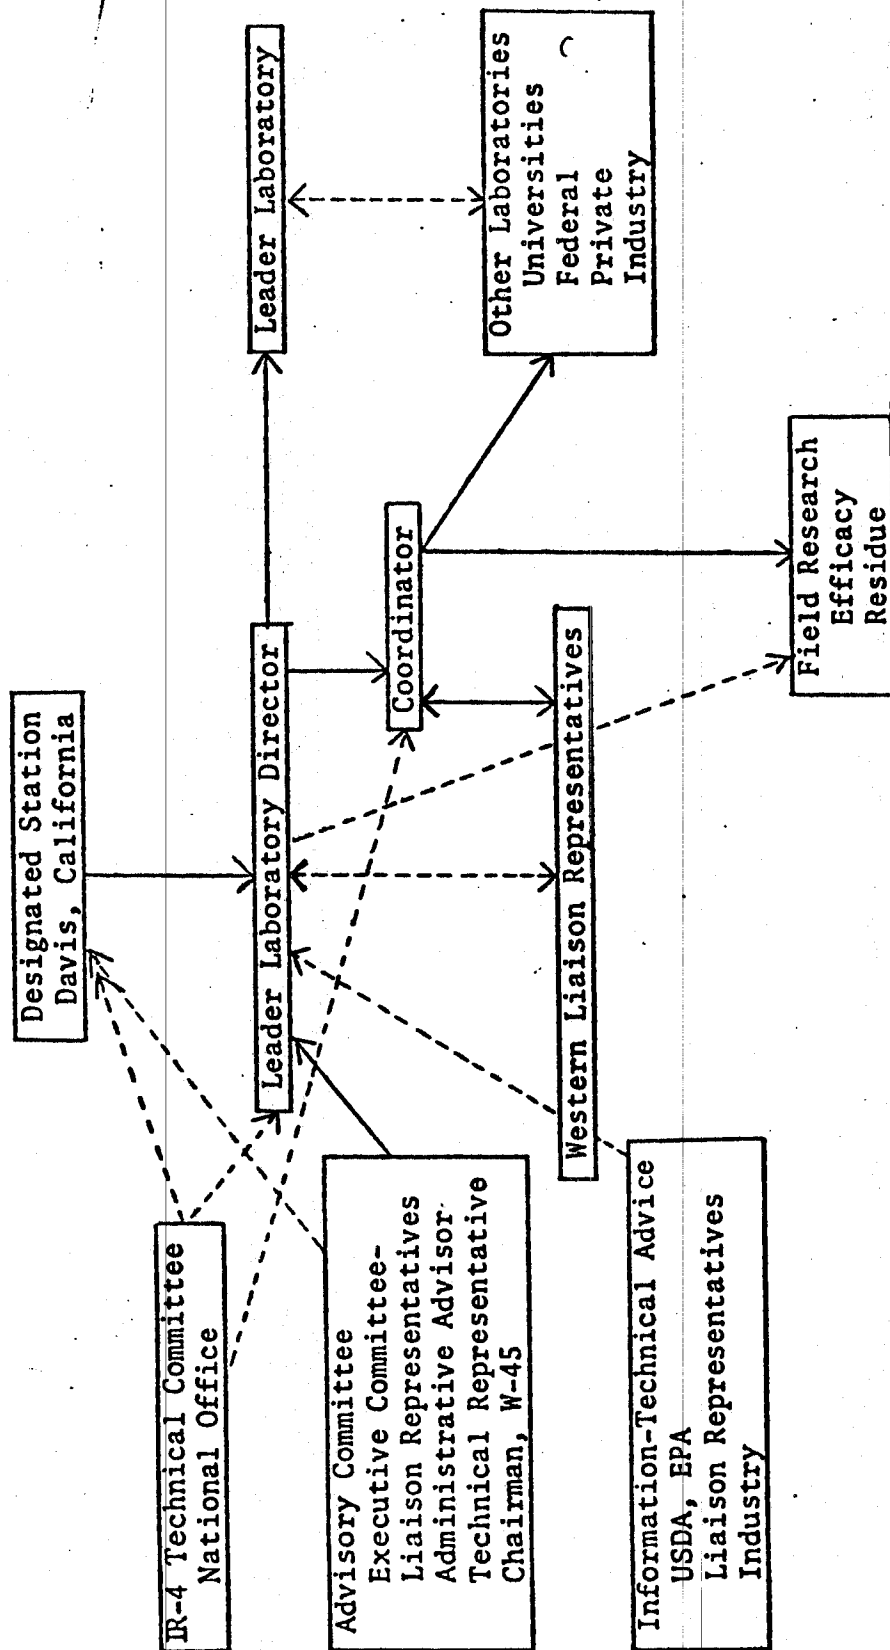 Designated Station
Davis, California
IR-4 Technical Committee
National Office
Leader Laboratory Director
Leader Laboratory
Advisory Committee
Executive Committee-
Liaison Representatives
Administrative Advisor
Technical Representative
Chairman, W-45
Coordinator
Other Laboratories
Universities
Federal
Private
Industry
Western Liaison Representatives
Information-Technical Advice
USDA, EPA
Liaison Representatives
Industry
Field Research
Efficacy
Residue